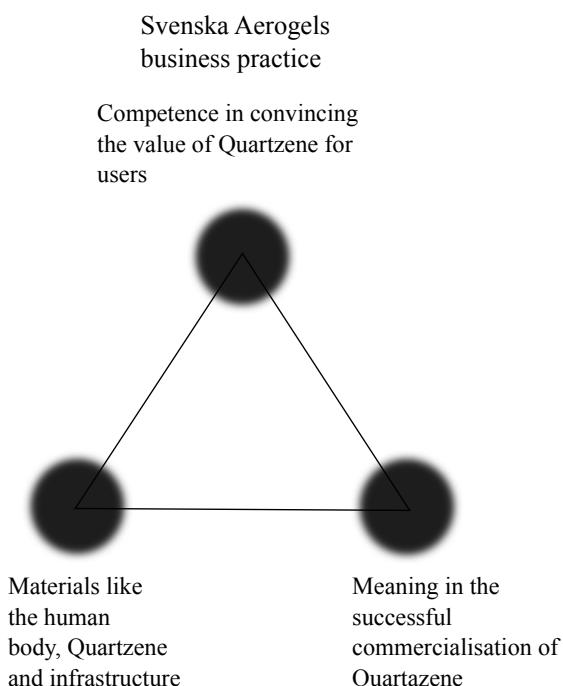 Svenska Aerogels
business practice
Competence in convincing
the value of Quartzene for
users
Materials like
the human
body, Quartzene
and infrastructure
Meaning in the
successful
commercialisation of
Quartazene